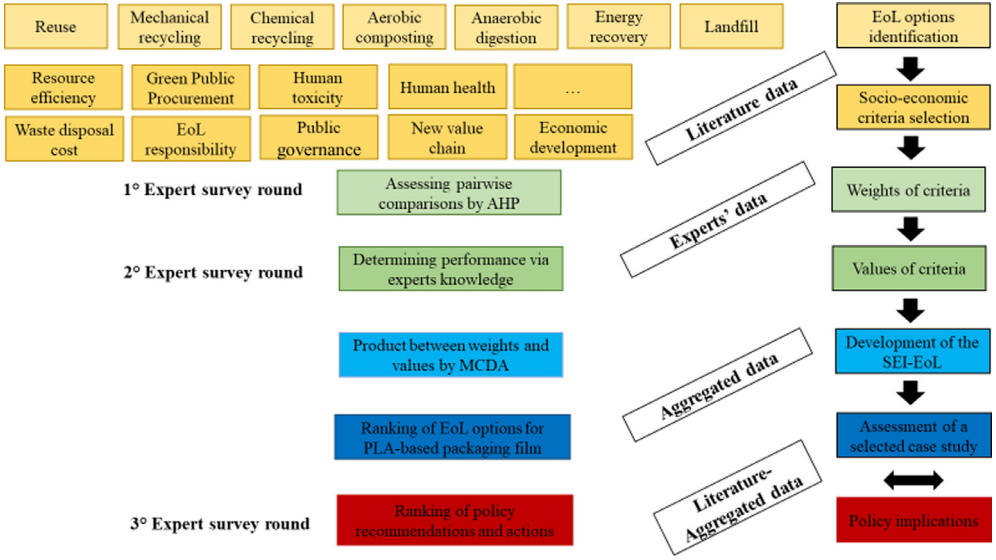 Reuse
Mechanical
recycling
Chemical
recycling
Aerobic
composting
Anaerobic
digestion
Energy
recovery
Landfill
EoL options
identification
Resource
efficiency
Green Public
Procurement
Human
toxicity
Human health
…
Literature data
Socio-economic
criteria selection
Waste disposal
cost
EoL
responsibility
Public
governance
New value
chain
Economic
development
1° Expert survey round
Assessing pairwise
comparisons by AHP
Experts' data
Weights of criteria
2° Expert survey round
Determining performance via
experts knowledge
Values of criteria
Product between weights and
values by MCDA
Aggregated data
Development of the
SEI-EoL
Ranking of EoL options for
PLA-based packaging film
Assessment of a
selected case study
Literature-
Aggregated data
3° Expert survey round
Ranking of policy
recommendations and actions
Policy implications